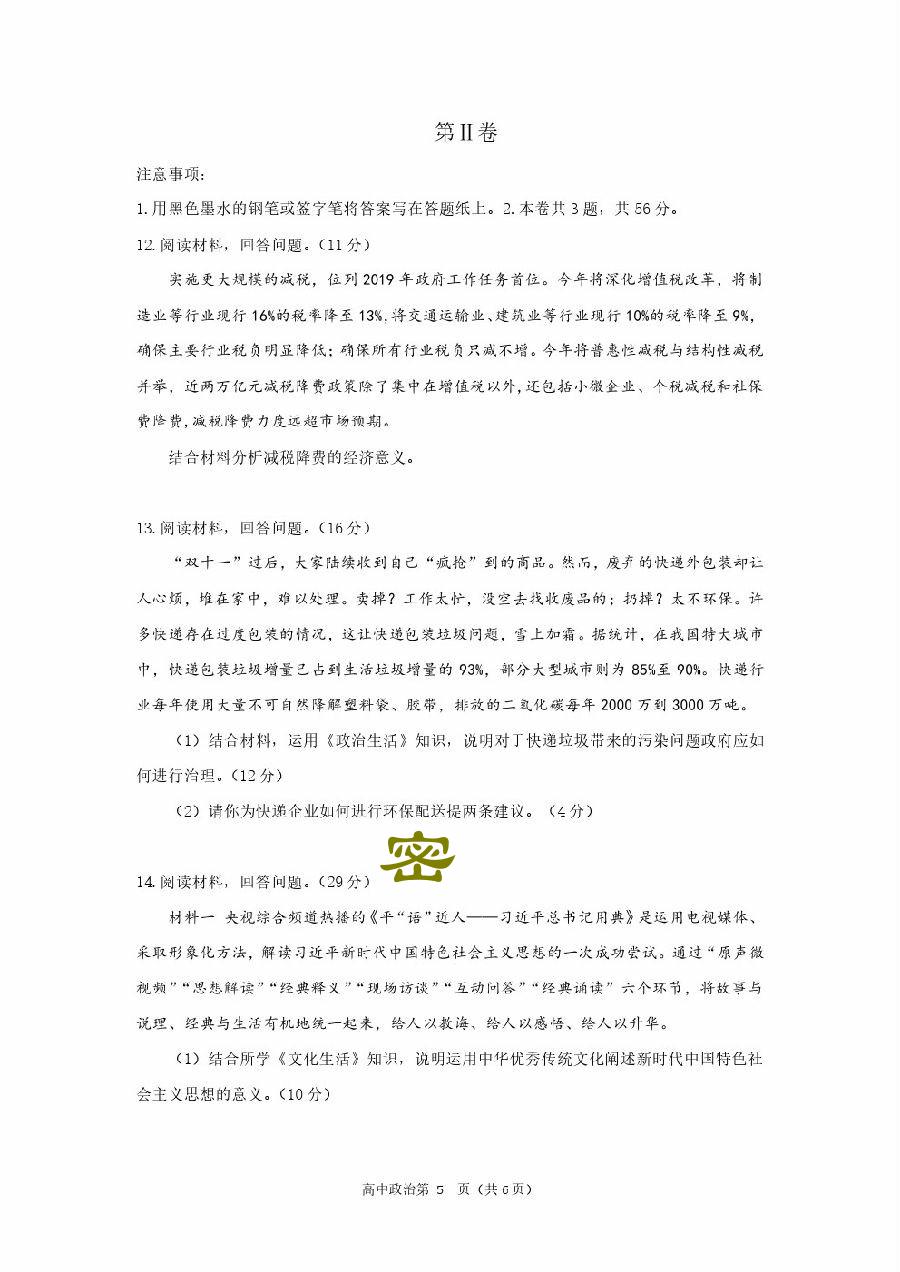 第Ⅱ卷
注意事项:
1.用黑色墨水的钢笔或签字笔将答案写在答题纸上。2.本卷共3题，共56分。
12.阅读材料，回答问题。(11分)
实施更大规模的减税，位列2019年政府工作任务首位。今年将深化增值税改革，将制
造业等行业现行16%的税率降至13%,将交通运输业、建筑业等行业现行10%的税率降至9%,
确保主要行业税负明显降低；确保所有行业税负只减不增。今年将普惠性减税与结构性减税
并举，近两万亿元减税降费政策除了集中在增值税以外,还包括小微企业、个税减税和社保
费降费,减税降费力度远超市场预期。
结合材料分析减税降费的经济意义。
13.阅读材料，回答问题。(16分)
“双十一”过后，大家陆续收到自己“疯抢”到的商品。然而，废弃的快递外包装却让
人心烦，堆在家中，难以处理。卖掉？工作太忙，没空去找收废品的；扔掉？太不环保。许
多快递存在过度包装的情况，这让快递包装垃圾问题，雪上加霜。据统计，在我国特大城市
中，快递包装垃圾增量已占到生活垃圾增量的93%，部分大型城市则为85%至90%。快递行
业每年使用大量不可自然降解塑料袋、胶带，排放的二氧化碳每年2000万到3000万吨。
（1）结合材料，运用《政治生活》知识，说明对于快递垃圾带来的污染问题政府应如
何进行治理。(12分)
（2）请你为快递企业如何进行环保配送提两条建议。（4分）
密
14.阅读材料，回答问题。(29分)
材料一 央视综合频道热播的《平“语”近人——习近平总书记用典》是运用电视媒体、
采取形象化方法，解读习近平新时代中国特色社会主义思想的一次成功尝试。通过“原声微
视频”“思想解读”“经典释义”“现场访谈”“互动问答”“经典诵读”六个环节，将故事与
说理、经典与生活有机地统一起来，给人以教海、给人以感悟、给人以升华。
（1）结合所学《文化生活》知识，说明运用中华优秀传统文化阐述新时代中国特色社
会主义思想的意义。(10分)
高中政治第 5 页（共6页）